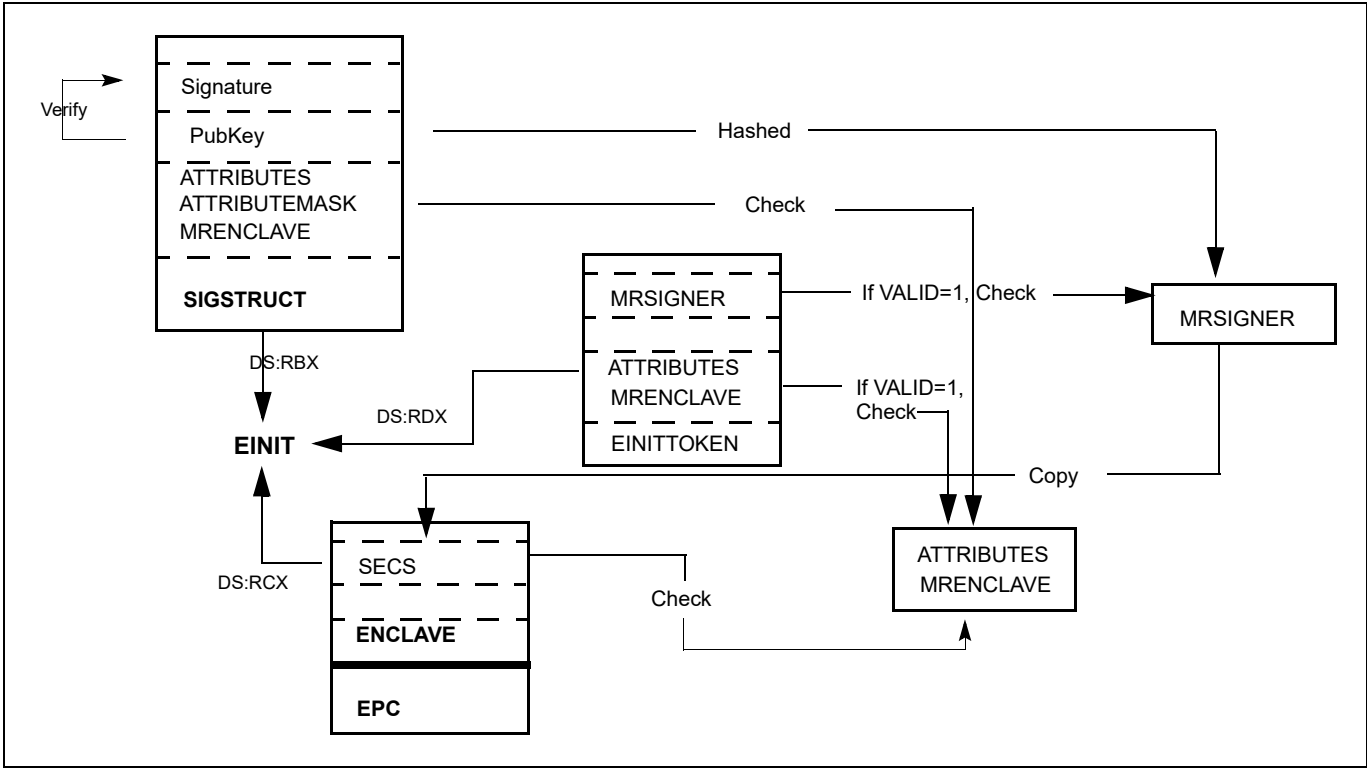 Signature
Verify
PubKey
Hashed
ATTRIBUTES
ATTRIBUTEMASK
MRENCLAVE
Check
SIGSTRUCT
MRSIGNER
If VALID=1, Check
MRSIGNER
DS:RBX
ATTRIBUTES
MRENCLAVE
If VALID=1,
Check
DS:RDX
EINIT
EINITTOKEN
Copy
SECS
DS:RCX
ENCLAVE
EPC
Check
ATTRIBUTES
MRENCLAVE